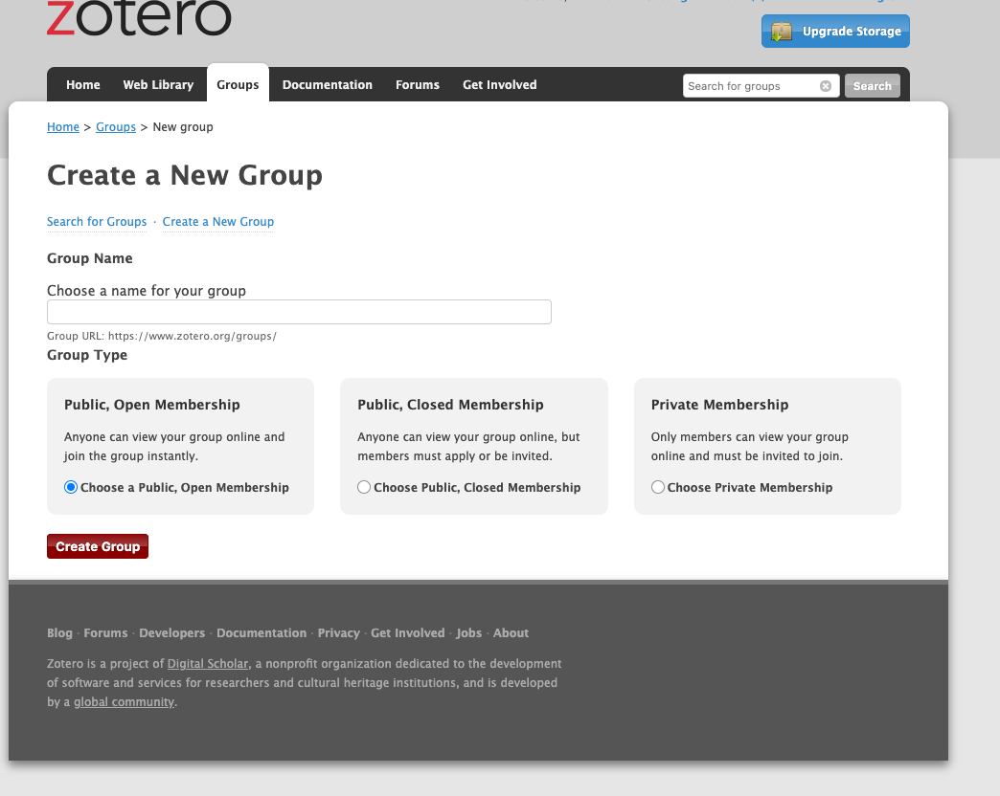 zotero
Upgrade Storage
Home Web Library Groups Documentation Forums Get Involved Search for groups Search
Home > Groups > New group
Create a New Group
Search for Groups · Create a New Group
Group Name
Choose a name for your group
Group URL: https://www.zotero.org/groups/
Group Type
Public, Open Membership
Anyone can view your group online and
join the group instantly.
Choose a Public, Open Membership
Public, Closed Membership
Anyone can view your group online, but
members must apply or be invited.
Choose Public, Closed Membership
Private Membership
Only members can view your group
online and must be invited to join.
Choose Private Membership
Create Group
Blog · Forums · Developers · Documentation · Privacy · Get Involved · Jobs · About
Zotero is a project of Digital Scholar, a nonprofit organization dedicated to the development
of software and services for researchers and cultural heritage institutions, and is developed
by a global community.